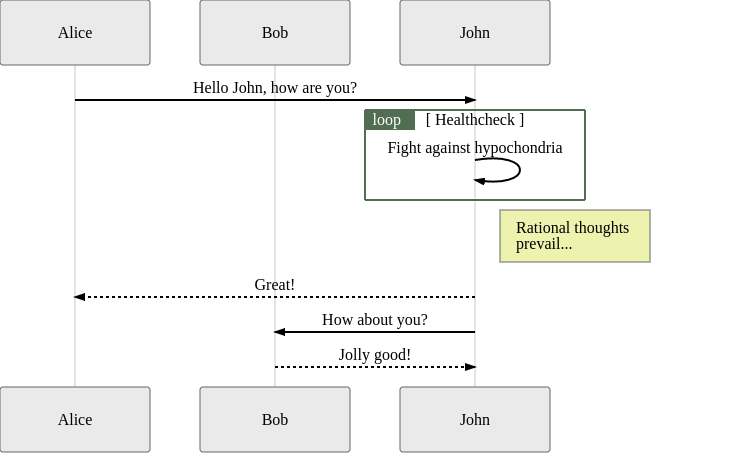 Alice
Bob
John
Hello John, how are you?
loop
[ Healthcheck ]
Fight against hypochondria
Rational thoughts
prevail...
Great!
How about you?
Jolly good!
Alice
Bob
John